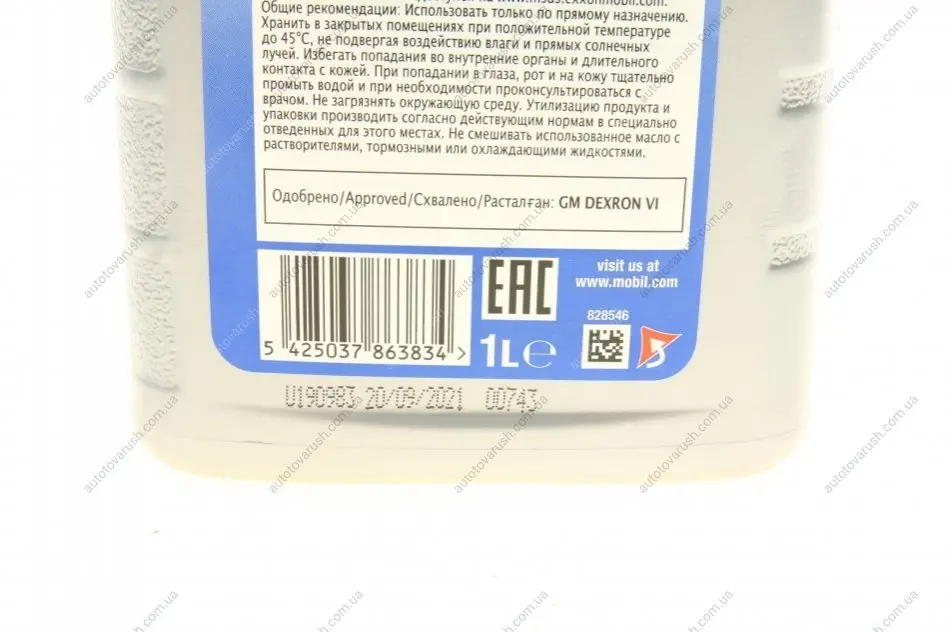 Общие рекомендации: Использовать только по прямому назначению.
Хранить в закрытых помещениях при положительной температуре
до 45°С, не подвергая воздействию влаги и прямых солнечных
лучей. Избегать попадания во внутренние органы и длительного
контакта с кожей. При попадании в глаза, рот и на кожу тщательно
промыть водой и при необходимости проконсультироваться с
врачом. Не загрязнять окружающую среду. Утилизацию продукта и
упаковки производить согласно действующим нормам в специально
отведенных для этого местах. Не смешивать использованное масло с
растворителями, тормозными или охлаждающими жидкостями.
Одобрено/Approved/Схвалено/Расталған: GM DEXRON VI
EAC
visit us at
www.mobil.com
828546
5 425037 863834 >
1L℮
U190983 20/09/2021 00743
autotovarush.com.ua